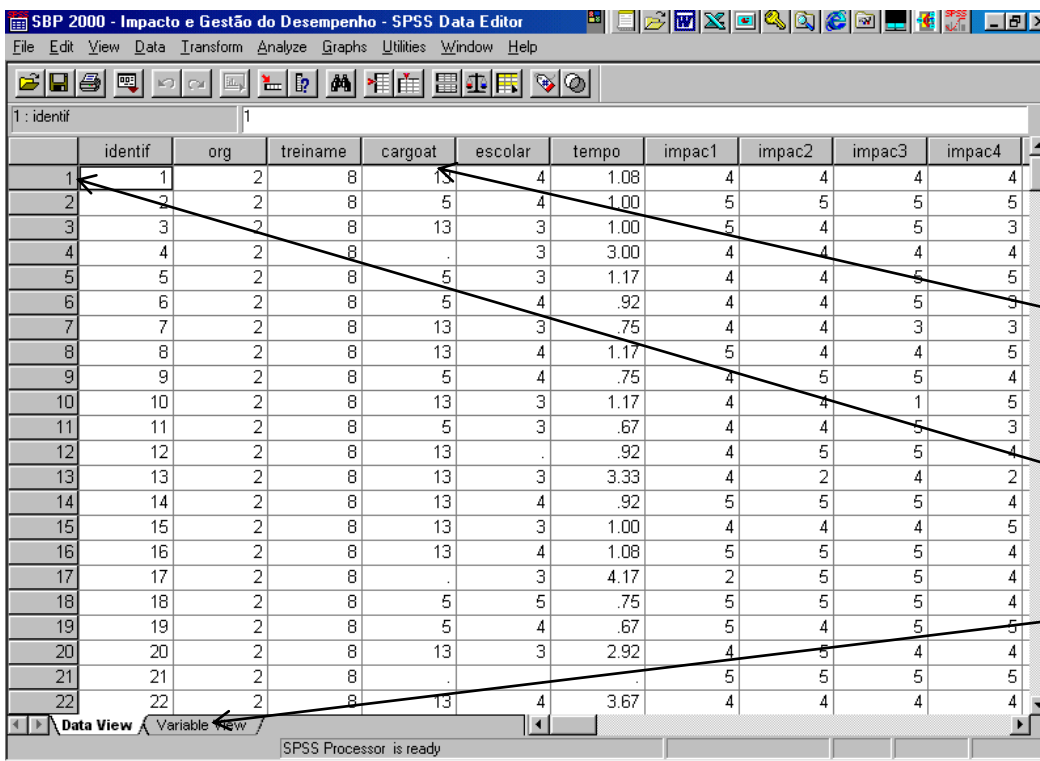 SBP 2000 - Impacto e Gestão do Desempenho - SPSS Data Editor
File Edit View Data Transform Analyze Graphs Utilities Window Help
1 : identif 1
identif org treiname cargoat escolar tempo impac1 impac2 impac3 impac4
1 1 2 8 13 4 1.08 4 4 4 4
2 2 2 8 5 4 1.00 5 5 5 5
3 3 2 8 13 3 1.00 5 4 5 3
4 4 2 8 . 3 3.00 4 4 4 4
5 5 2 8 5 3 1.17 4 4 5 5
6 6 2 8 5 4 .92 4 4 5 3
7 7 2 8 13 3 .75 4 4 3 3
8 8 2 8 13 4 1.17 5 4 4 5
9 9 2 8 5 4 .75 4 5 5 4
10 10 2 8 13 3 1.17 4 4 1 5
11 11 2 8 5 3 .67 4 4 5 3
12 12 2 8 13 . .92 4 5 5 4
13 13 2 8 13 3 3.33 4 2 4 2
14 14 2 8 13 4 .92 5 5 5 4
15 15 2 8 13 3 1.00 4 4 4 5
16 16 2 8 13 4 1.08 5 5 5 4
17 17 2 8 . 3 4.17 2 5 5 4
18 18 2 8 5 5 .75 5 5 5 4
19 19 2 8 5 4 .67 5 4 5 5
20 20 2 8 13 3 2.92 4 5 4 4
21 21 2 8 . . . 5 5 5 5
22 22 2 8 13 4 3.67 4 4 4 4
Data View Variable View
SPSS Processor is ready